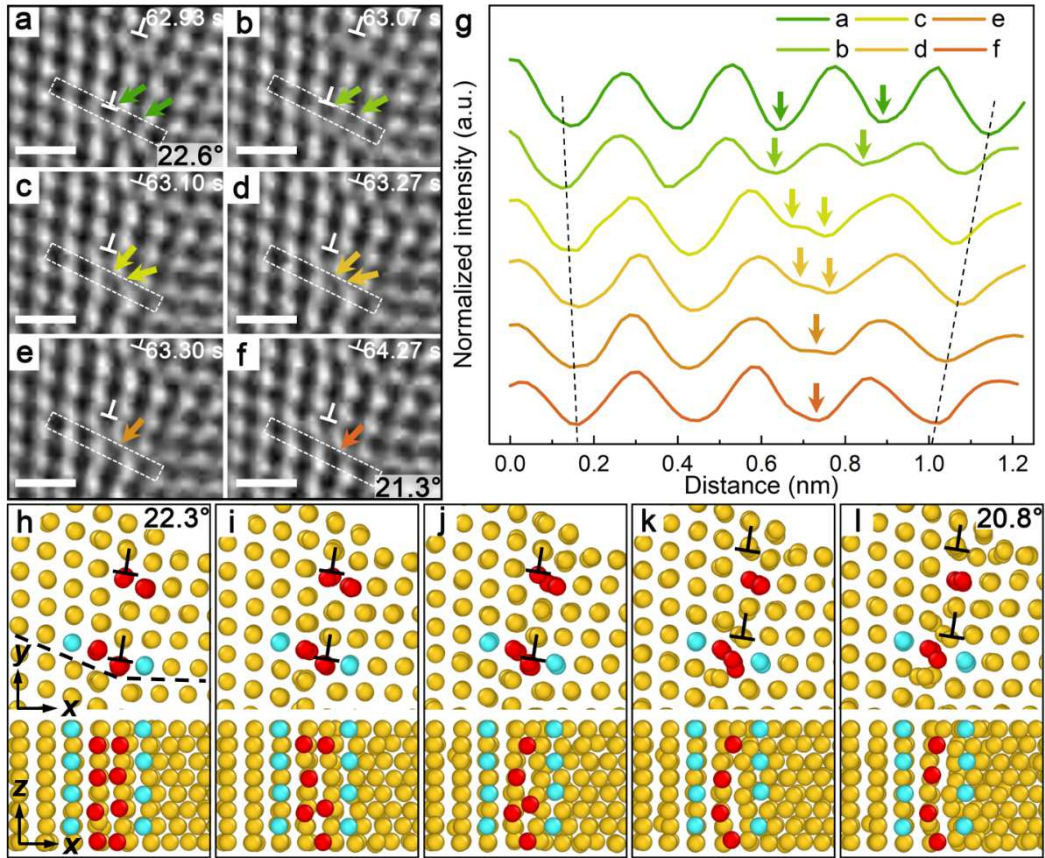 a 62.93 s
22.6°
b 63.07 s
c 63.10 s
d 63.27 s
e 63.30 s
f 64.27 s
21.3°
g
a c e
b d f
Normalized intensity (a.u.)
0.0 0.2 0.4 0.6 0.8 1.0 1.2
Distance (nm)
h 22.3°
i
j
k
l 20.8°
y
x
z
x